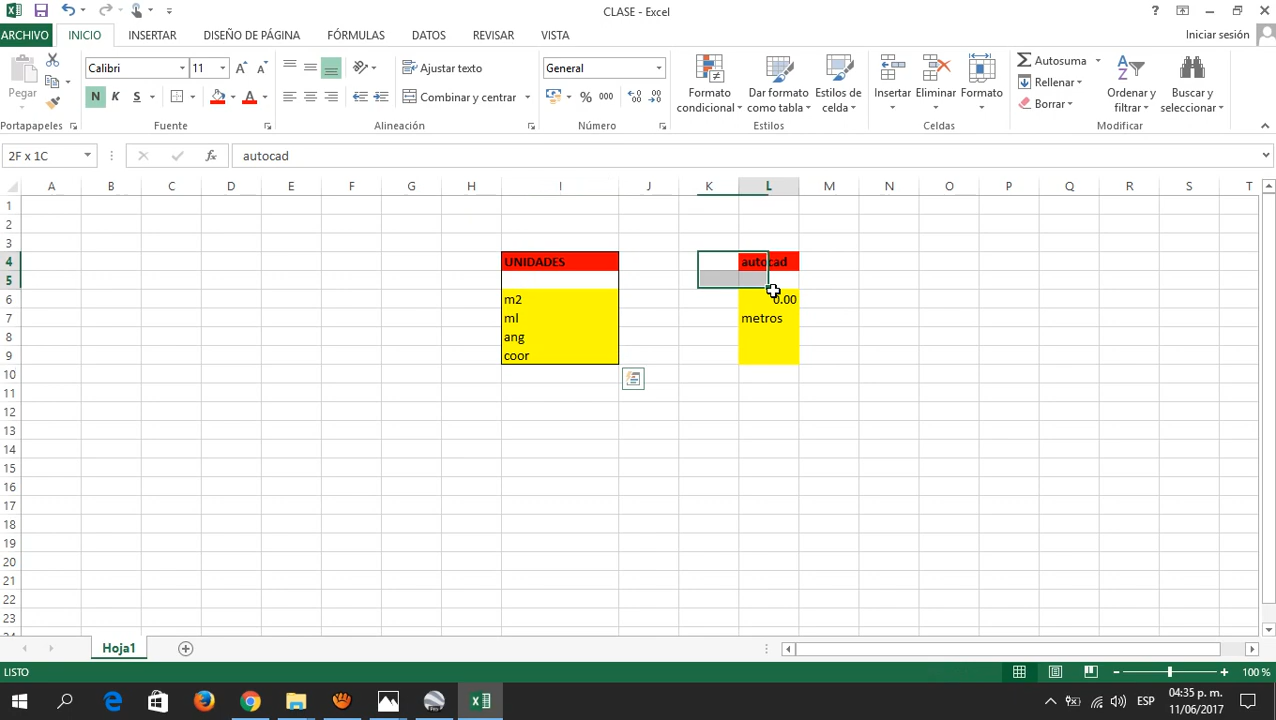 CLASE - Excel
ARCHIVO INICIO INSERTAR DISEÑO DE PÁGINA FÓRMULAS DATOS REVISAR VISTA Iniciar sesión
Pegar
Calibri 11
N K S
Ajustar texto
Combinar y centrar
General
% 000
Formato condicional
Dar formato como tabla
Estilos de celda
Insertar
Eliminar
Formato
Autosuma
Rellenar
Borrar
Ordenar y filtrar
Buscar y seleccionar
Portapapeles Fuente Alineación Número Estilos Celdas Modificar
2F x 1C fx autocad
A B C D E F G H I J K L M N O P Q R S T
1
2
3
4 UNIDADES autocad
5
6 m2 0.00
7 ml metros
8 ang
9 coor
10
11
12
13
14
15
16
17
18
19
20
21
22
23
Hoja1
LISTO 100 %
ESP
04:35 p. m.
11/06/2017